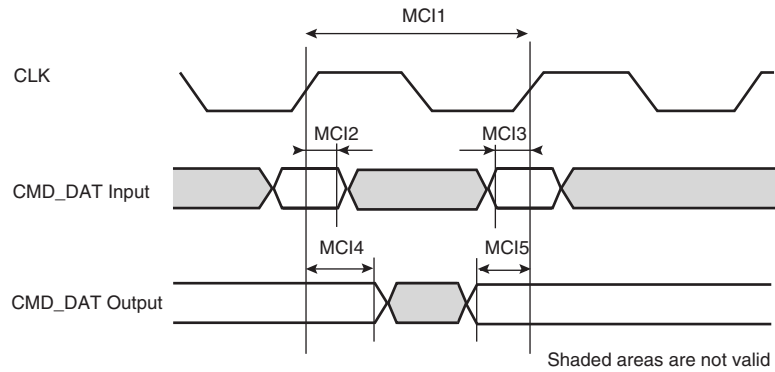 MCI1
CLK
MCI2
MCI3
CMD_DAT Input
MCI4
MCI5
CMD_DAT Output
Shaded areas are not valid